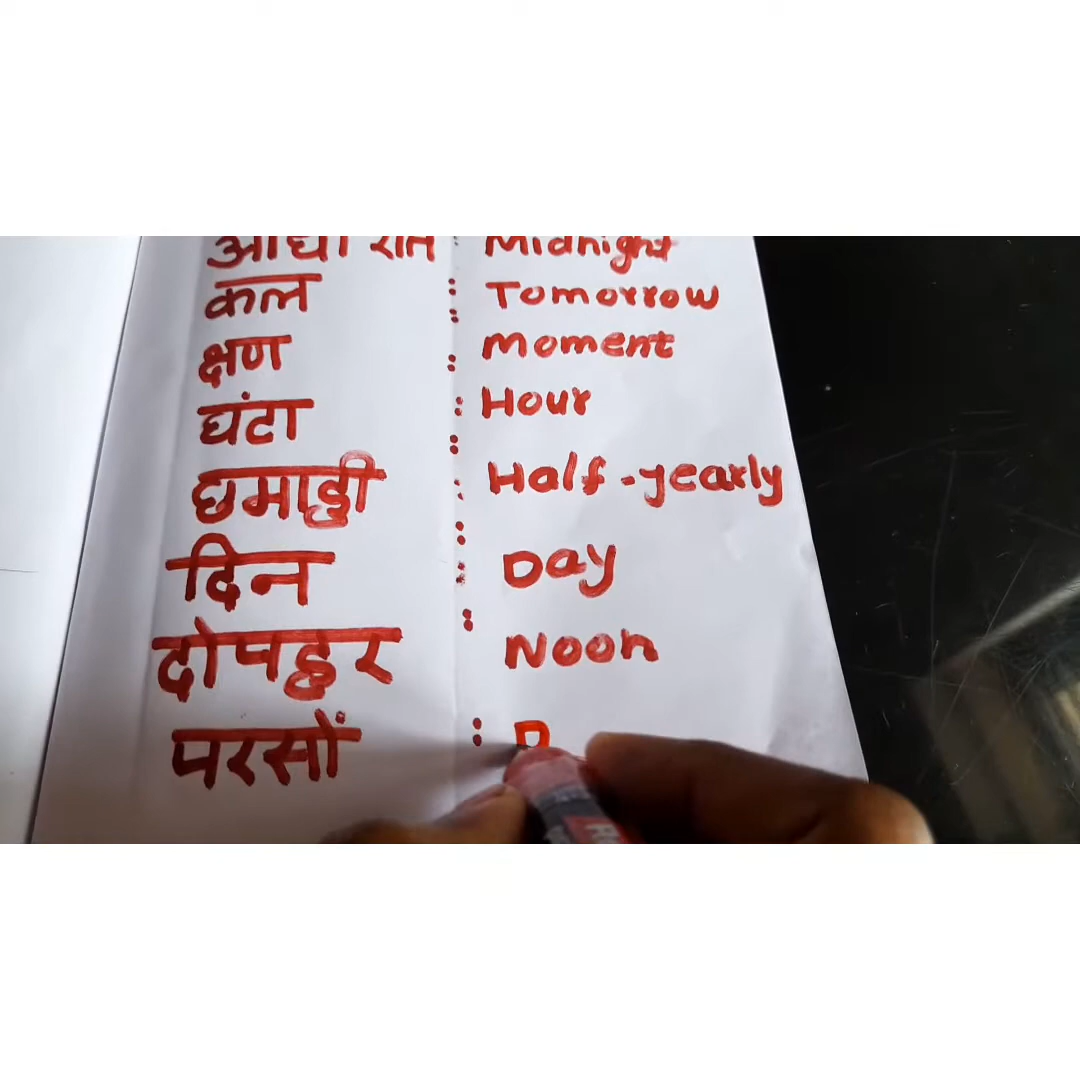 आधी रात : Midnight
कल : Tomorrow
क्षण : Moment
घंटा : Hour
छमाही : Half-yearly
दिन : Day
दोपहर : Noon
परसों :